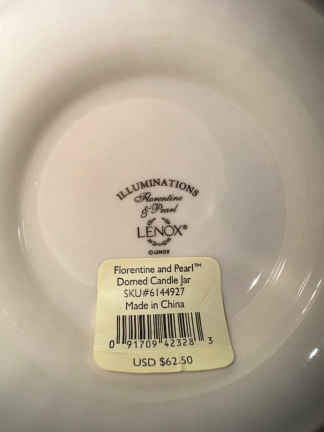 ILLUMINATIONS
Florentine
& Pearl
LENOX®
©LENOX
Florentine and Pearl™
Domed Candle Jar
SKU#6144927
Made in China
0 91709 42328 3
USD $62.50